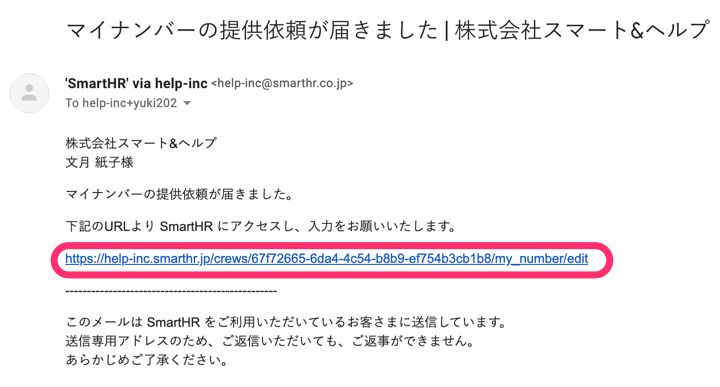 マイナンバーの提供依頼が届きました | 株式会社スマート&ヘルプ
'SmartHR' via help-inc <help-inc@smarthr.co.jp>
To help-inc+yuki202
株式会社スマート&ヘルプ
文月 紙子様
マイナンバーの提供依頼が届きました。
下記のURLより SmartHR にアクセスし、入力をお願いいたします。
https://help-inc.smarthr.jp/crews/67f72665-6da4-4c54-b8b9-ef754b3cb1b8/my_number/edit
-------------------------------------------------
このメールは SmartHR をご利用いただいているお客さまに送信しています。
送信専用アドレスのため、ご返信いただいても、ご返事ができません。
あらかじめご了承ください。